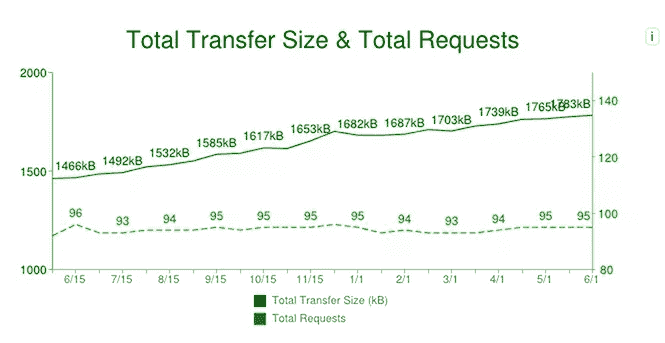 Total Transfer Size & Total Requests
i
2000
1500
1000
140
120
100
80
1466kB 1492kB 1532kB 1585kB 1617kB 1653kB 1682kB 1687kB 1703kB 1739kB 1765kB 1783kB
96 93 94 95 95 95 95 94 93 94 95 95
6/15 7/15 8/15 9/15 10/15 11/15 1/1 2/1 3/1 4/1 5/1 6/1
Total Transfer Size (kB)
Total Requests